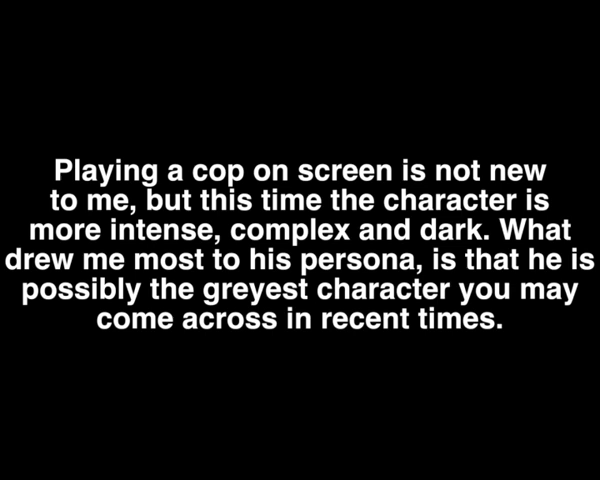 Playing a cop on screen is not new
to me, but this time the character is
more intense, complex and dark. What
drew me most to his persona, is that he is
possibly the greyest character you may
come across in recent times.